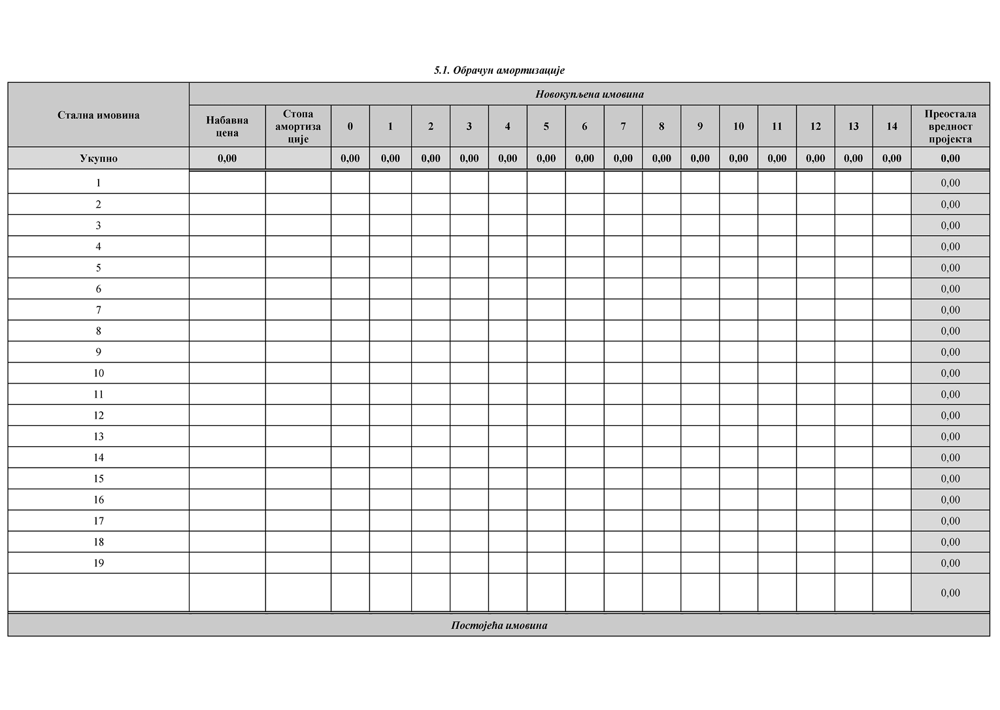 5.1. Обрачун амортизације
Стална имовина
Новокупљена имовина
Набавна
цена
Стопа
амортиза
ције
0 1 2 3 4 5 6 7 8 9 10 11 12 13 14
Преостала
вредност
пројекта
Укупно 0,00 0,00 0,00 0,00 0,00 0,00 0,00 0,00 0,00 0,00 0,00 0,00 0,00 0,00 0,00 0,00 0,00
1 0,00
2 0,00
3 0,00
4 0,00
5 0,00
6 0,00
7 0,00
8 0,00
9 0,00
10 0,00
11 0,00
12 0,00
13 0,00
14 0,00
15 0,00
16 0,00
17 0,00
18 0,00
19 0,00
0,00
Постојећа имовина